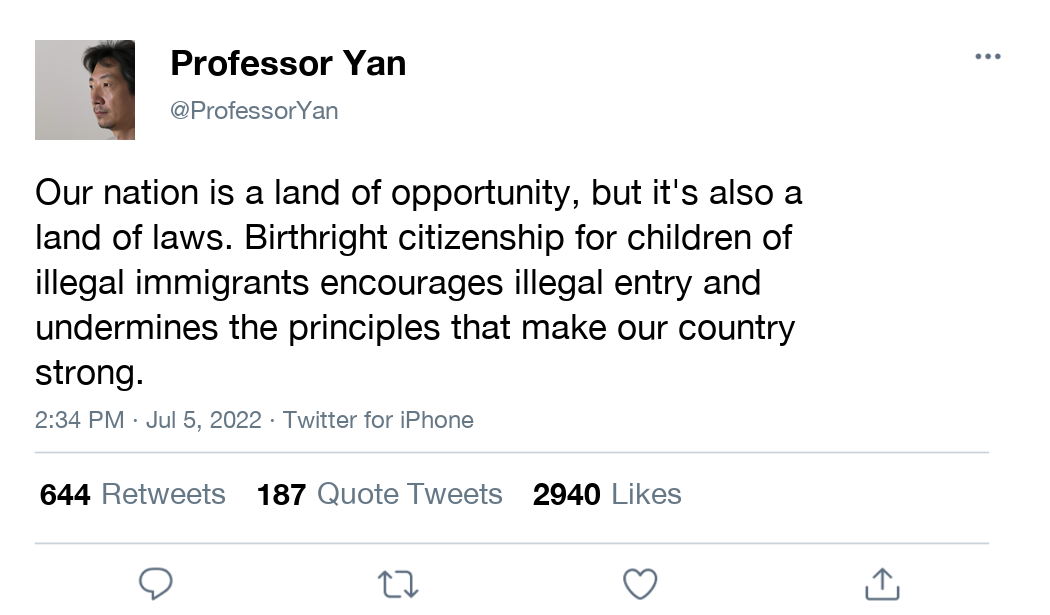 Professor Yan
@ProfessorYan
Our nation is a land of opportunity, but it's also a
land of laws. Birthright citizenship for children of
illegal immigrants encourages illegal entry and
undermines the principles that make our country
strong.
2:34 PM · Jul 5, 2022 · Twitter for iPhone
644 Retweets 187 Quote Tweets 2940 Likes